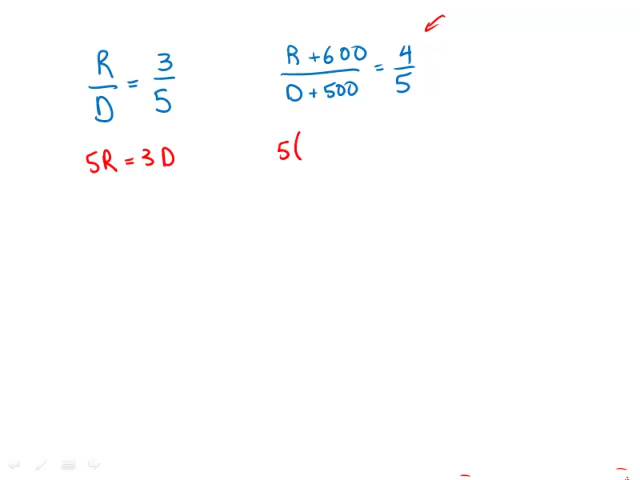 R/D = 3/5
(R + 600)/(D + 500) = 4/5
5R = 3D
5(